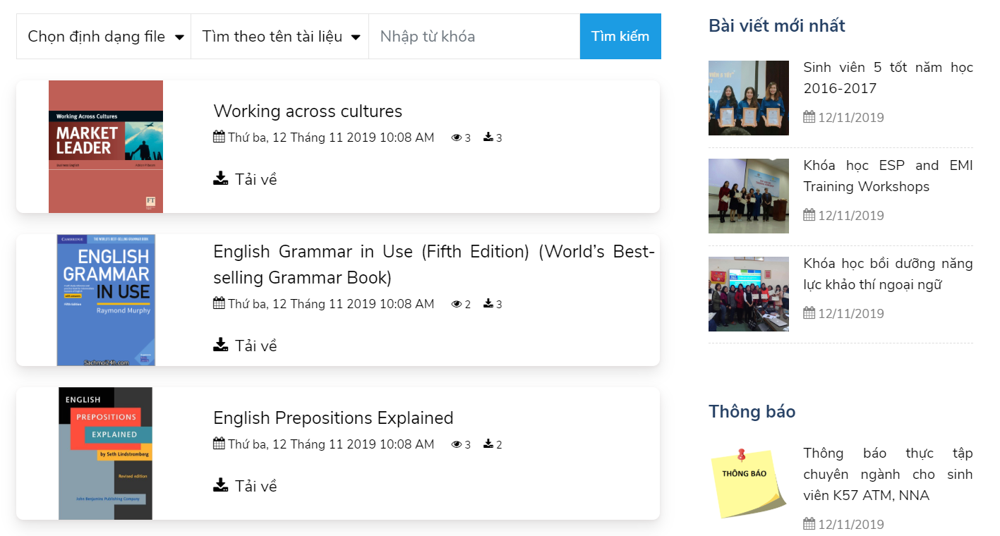 Chọn định dạng file
Tìm theo tên tài liệu
Nhập từ khóa
Tìm kiếm
Working Across Cultures
MARKET
LEADER
Business English
FT
Working across cultures
Thứ ba, 12 Tháng 11 2019 10:08 AM 3 3
Tải về
CAMBRIDGE
THE WORLD'S BEST-SELLING GRAMMAR BOOK
ENGLISH
GRAMMAR
IN USE
Fifth Edition
Raymond Murphy
Sachmoi24h.com
English Grammar in Use (Fifth Edition) (World’s Best-
selling Grammar Book)
Thứ ba, 12 Tháng 11 2019 10:08 AM 2 3
Tải về
ENGLISH
PREPOSITIONS
EXPLAINED
by Seth Lindstromberg
Revised edition
John Benjamins Publishing Company
English Prepositions Explained
Thứ ba, 12 Tháng 11 2019 10:08 AM 3 2
Tải về
Bài viết mới nhất
Sinh viên 5 tốt năm học
2016-2017
12/11/2019
Khóa học ESP and EMI
Training Workshops
12/11/2019
Khóa học bồi dưỡng năng
lực khảo thí ngoại ngữ
12/11/2019
Thông báo
THÔNG BÁO
Thông báo thực tập
chuyên ngành cho sinh
viên K57 ATM, NNA
12/11/2019